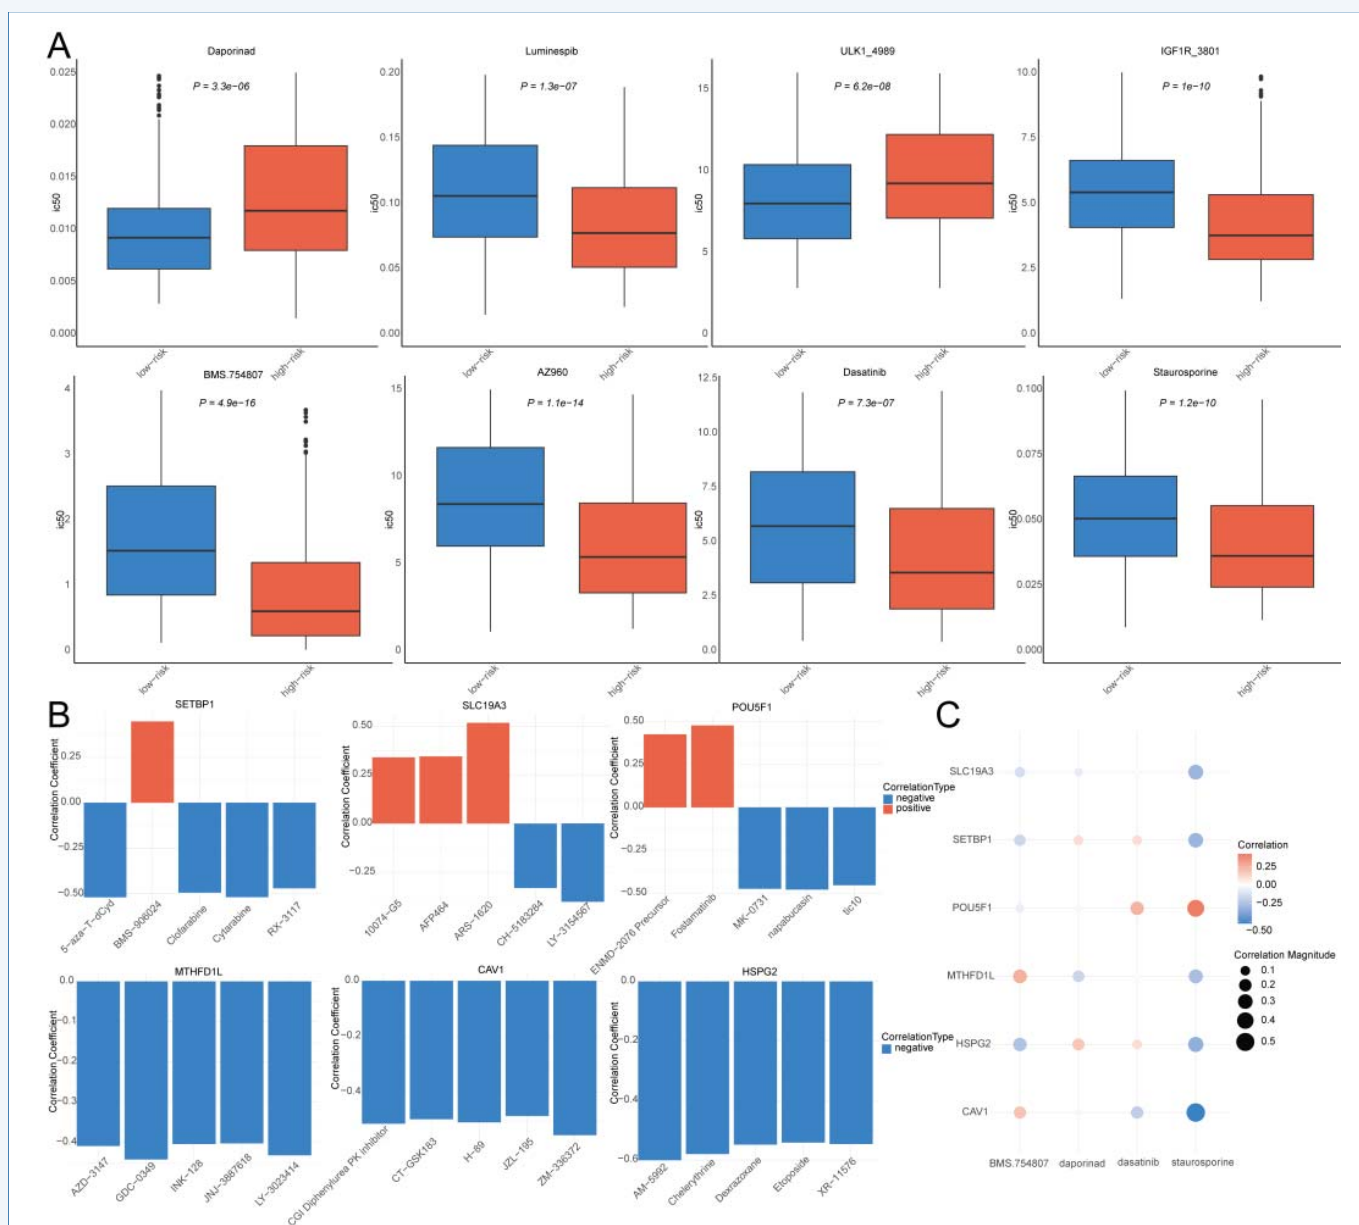 A
Daporinad
P = 3.3e−06
ic50
0.025
0.020
0.015
0.010
0.005
0.000
low−risk
high−risk
Luminespib
P = 1.3e−07
ic50
0.20
0.15
0.10
0.05
0.00
low−risk
high−risk
ULK1_4989
P = 6.2e−08
ic50
15
10
5
0
low−risk
high−risk
IGF1R_3801
P = 1e−10
ic50
10.0
7.5
5.0
2.5
0.0
low−risk
high−risk
BMS.754807
P = 4.9e−16
ic50
4
3
2
1
0
low−risk
high−risk
AZ960
P = 1.1e−14
ic50
15
10
5
0
low−risk
high−risk
Dasatinib
P = 7.3e−07
ic50
12.5
10.0
7.5
5.0
2.5
0.0
low−risk
high−risk
Staurosporine
P = 1.2e−10
ic50
0.100
0.075
0.050
0.025
0.000
low−risk
high−risk
B
SETBP1
Correlation Coefficient
0.25
0.00
−0.25
−0.50
5−aza−T−dCyd
BMS−906024
Clofarabine
Cytarabine
RX−3117
SLC19A3
Correlation Coefficient
0.50
0.25
0.00
−0.25
10074−G5
AFP464
ARS−1620
CH−5183284
LY−3154567
POU5F1
Correlation Coefficient
0.50
0.25
0.00
−0.25
−0.50
ENMD−2076 Precursor
Fostamatinib
MK−0731
napabucasin
tic10
CorrelationType
negative
positive
MTHFD1L
Correlation Coefficient
0.0
−0.1
−0.2
−0.3
−0.4
AZD−3147
GDC−0349
INK−128
JNJ−3887618
LY−3023414
CAV1
Correlation Coefficient
0.0
−0.2
−0.4
CGI Diphenylurea PK inhibitor
CT−GSK183
H−89
JZL−195
ZM−336372
HSPG2
Correlation Coefficient
0.0
−0.2
−0.4
−0.6
AM−5992
Chelerythrine
Dexrazoxane
Etoposide
XR−11576
CorrelationType
negative
C
SLC19A3
SETBP1
POU5F1
MTHFD1L
HSPG2
CAV1
BMS.754807
daporinad
dasatinib
staurosporine
Correlation
0.25
0.00
−0.25
−0.50
Correlation Magnitude
0.1
0.2
0.3
0.4
0.5